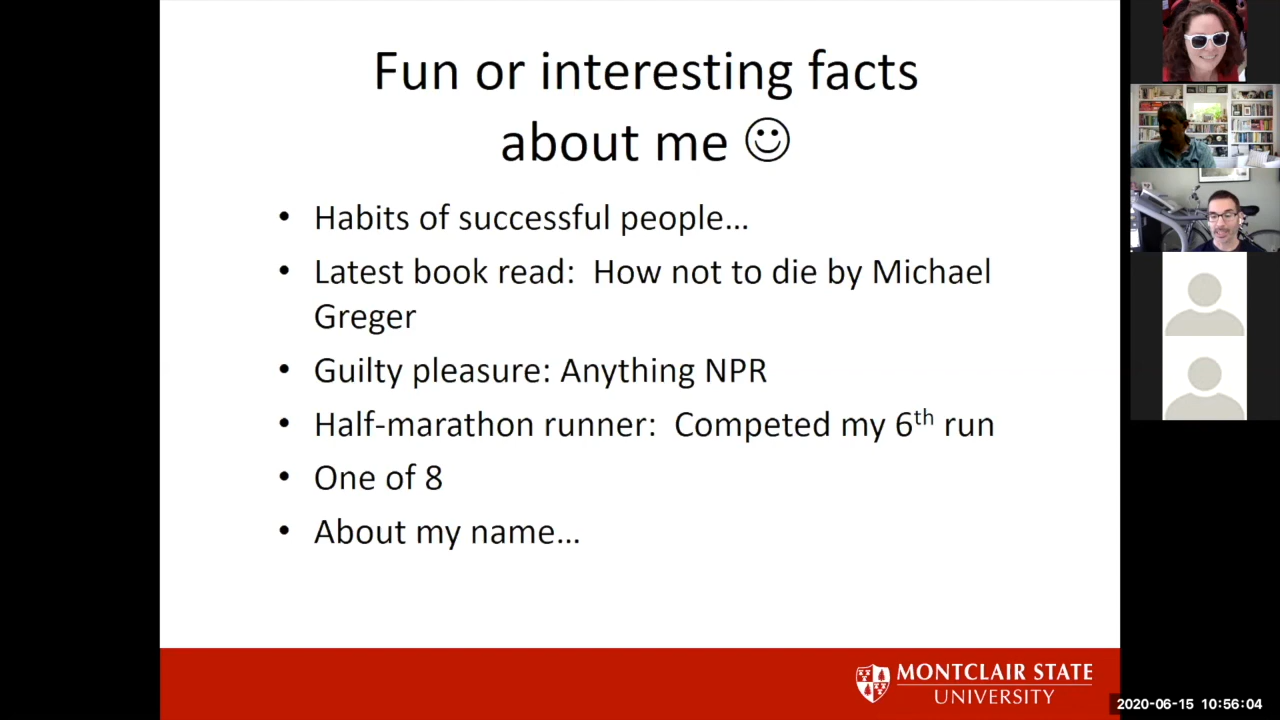 Fun or interesting facts
about me ☺
• Habits of successful people…
• Latest book read:  How not to die by Michael
Greger
• Guilty pleasure: Anything NPR
• Half-marathon runner:  Competed my 6th run
• One of 8
• About my name…
MONTCLAIR STATE
UNIVERSITY
2020-06-15 10:56:04